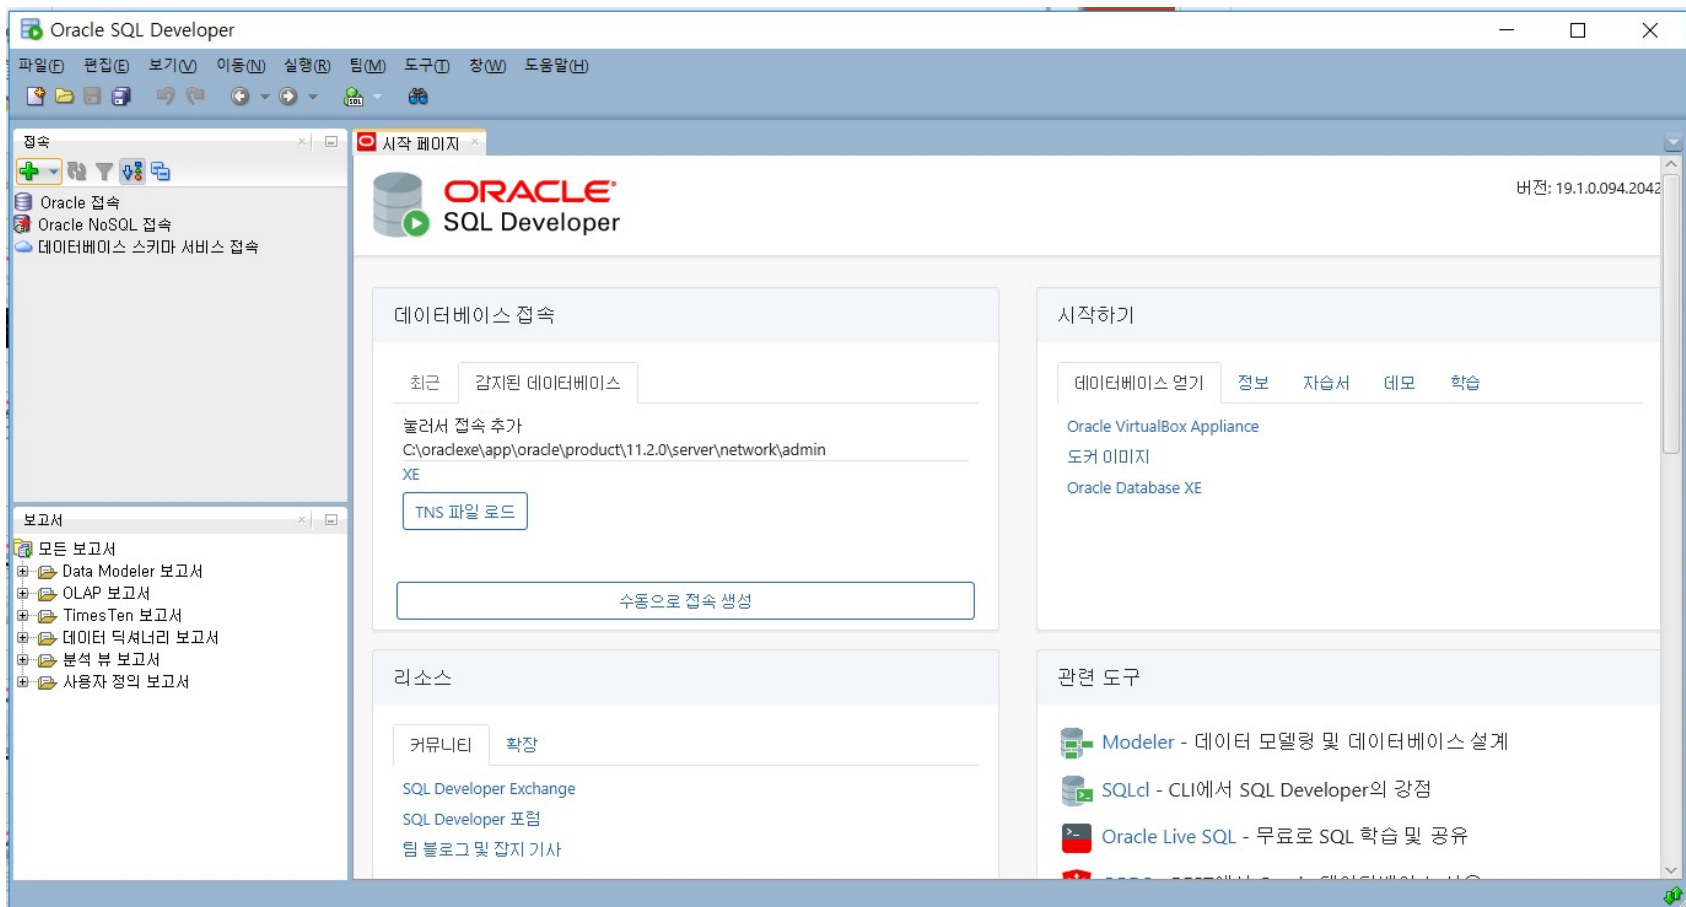 Oracle SQL Developer
파일(F) 편집(E) 보기(V) 이동(N) 실행(R) 팀(M) 도구(T) 창(W) 도움말(H)
접속
Oracle 접속
Oracle NoSQL 접속
데이터베이스 스키마 서비스 접속
보고서
모든 보고서
Data Modeler 보고서
OLAP 보고서
TimesTen 보고서
데이터 딕셔너리 보고서
분석 뷰 보고서
사용자 정의 보고서
시작 페이지
ORACLE
SQL Developer
버전: 19.1.0.094.2042
데이터베이스 접속
최근 감지된 데이터베이스
눌러서 접속 추가
C:\oraclexe\app\oracle\product\11.2.0\server\network\admin
XE
TNS 파일 로드
수동으로 접속 생성
시작하기
데이터베이스 얻기 정보 자습서 데모 학습
Oracle VirtualBox Appliance
도커 이미지
Oracle Database XE
리소스
커뮤니티 확장
SQL Developer Exchange
SQL Developer 포럼
팀 블로그 및 잡지 기사
관련 도구
Modeler - 데이터 모델링 및 데이터베이스 설계
SQLcl - CLI에서 SQL Developer의 강점
Oracle Live SQL - 무료로 SQL 학습 및 공유